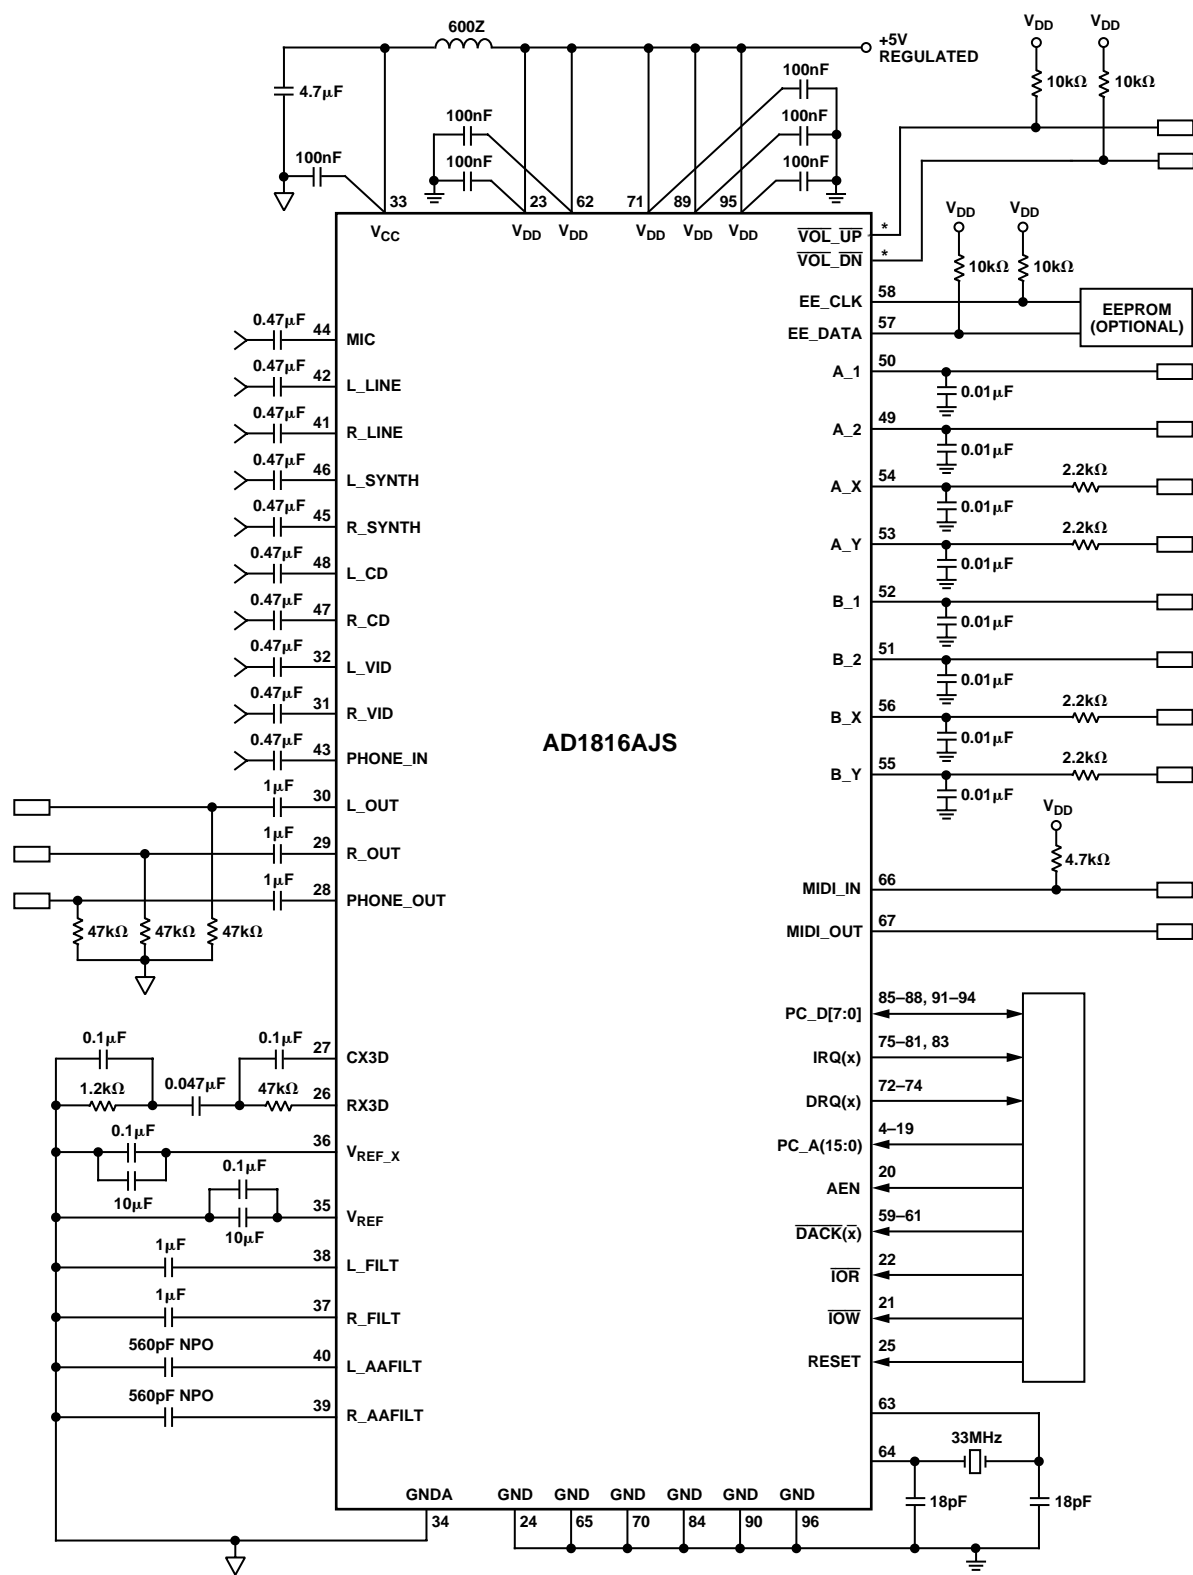 600Z
+5V
REGULATED
VDD VDD
4.7µF
100nF
100nF
100nF
10kΩ 10kΩ
100nF
100nF
100nF
33 23 62 71 89 95
VCC VDD VDD VDD VDD VDD
VOL_UP *
VOL_DN *
VDD VDD
10kΩ 10kΩ
EE_CLK 58
EE_DATA 57
EEPROM
(OPTIONAL)
0.47µF 44 MIC
0.47µF 42 L_LINE
0.47µF 41 R_LINE
0.47µF 46 L_SYNTH
0.47µF 45 R_SYNTH
0.47µF 48 L_CD
0.47µF 47 R_CD
0.47µF 32 L_VID
0.47µF 31 R_VID
0.47µF 43 PHONE_IN
1µF 30 L_OUT
1µF 29 R_OUT
1µF 28 PHONE_OUT
47kΩ 47kΩ 47kΩ
AD1816AJS
A_1 50
0.01µF
A_2 49
0.01µF
A_X 54 2.2kΩ
0.01µF
A_Y 53 2.2kΩ
0.01µF
B_1 52
0.01µF
B_2 51
0.01µF
B_X 56 2.2kΩ
0.01µF
B_Y 55 2.2kΩ
0.01µF
VDD
4.7kΩ
MIDI_IN 66
MIDI_OUT 67
0.1µF 0.1µF 27 CX3D
1.2kΩ 0.047µF 47kΩ 26 RX3D
0.1µF 36 VREF_X
10µF
0.1µF 35 VREF
10µF
1µF 38 L_FILT
1µF 37 R_FILT
560pF NPO 40 L_AAFILT
560pF NPO 39 R_AAFILT
PC_D[7:0] 85–88, 91–94
IRQ(x) 75–81, 83
DRQ(x) 72–74
PC_A(15:0) 4–19
AEN 20
DACK(x) 59–61
IOR 22
IOW 21
RESET 25
63
64 33MHz
18pF 18pF
GNDA GND GND GND GND GND GND
34 24 65 70 84 90 96